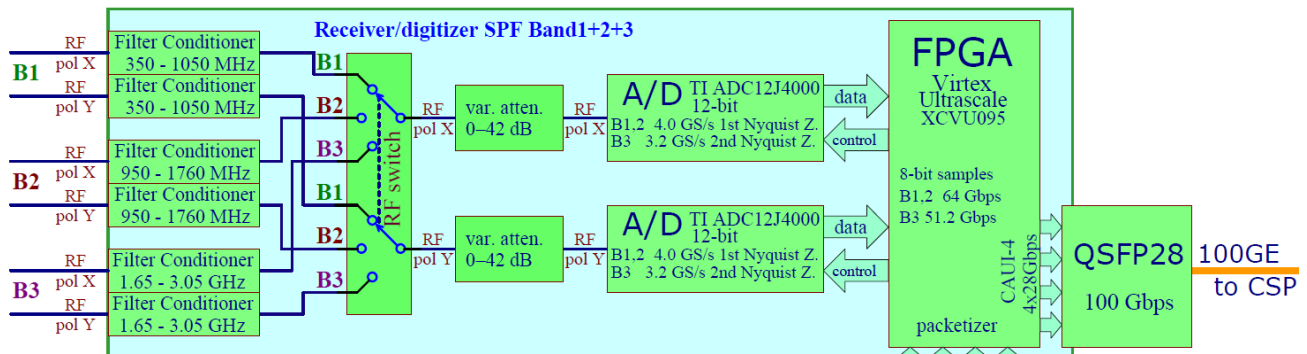 Receiver/digitizer SPF Band1+2+3
RF
pol X
B1
RF
pol Y
Filter Conditioner
350 - 1050 MHz
Filter Conditioner
350 - 1050 MHz
RF
pol X
B2
RF
pol Y
Filter Conditioner
950 - 1760 MHz
Filter Conditioner
950 - 1760 MHz
RF
pol X
B3
RF
pol Y
Filter Conditioner
1.65 - 3.05 GHz
Filter Conditioner
1.65 - 3.05 GHz
B1
B2
B3
B1
B2
B3
RF switch
RF
pol X
var. atten.
0–42 dB
RF
pol X
A/D TI ADC12J4000
12-bit
B1,2 4.0 GS/s 1st Nyquist Z.
B3 3.2 GS/s 2nd Nyquist Z.
data
control
RF
pol Y
var. atten.
0–42 dB
RF
pol Y
A/D TI ADC12J4000
12-bit
B1,2 4.0 GS/s 1st Nyquist Z.
B3 3.2 GS/s 2nd Nyquist Z.
data
control
FPGA
Virtex
Ultrascale
XCVU095
8-bit samples
B1,2 64 Gbps
B3 51.2 Gbps
CAUI-4
4x28Gbps
packetizer
QSFP28
100 Gbps
100GE
to CSP